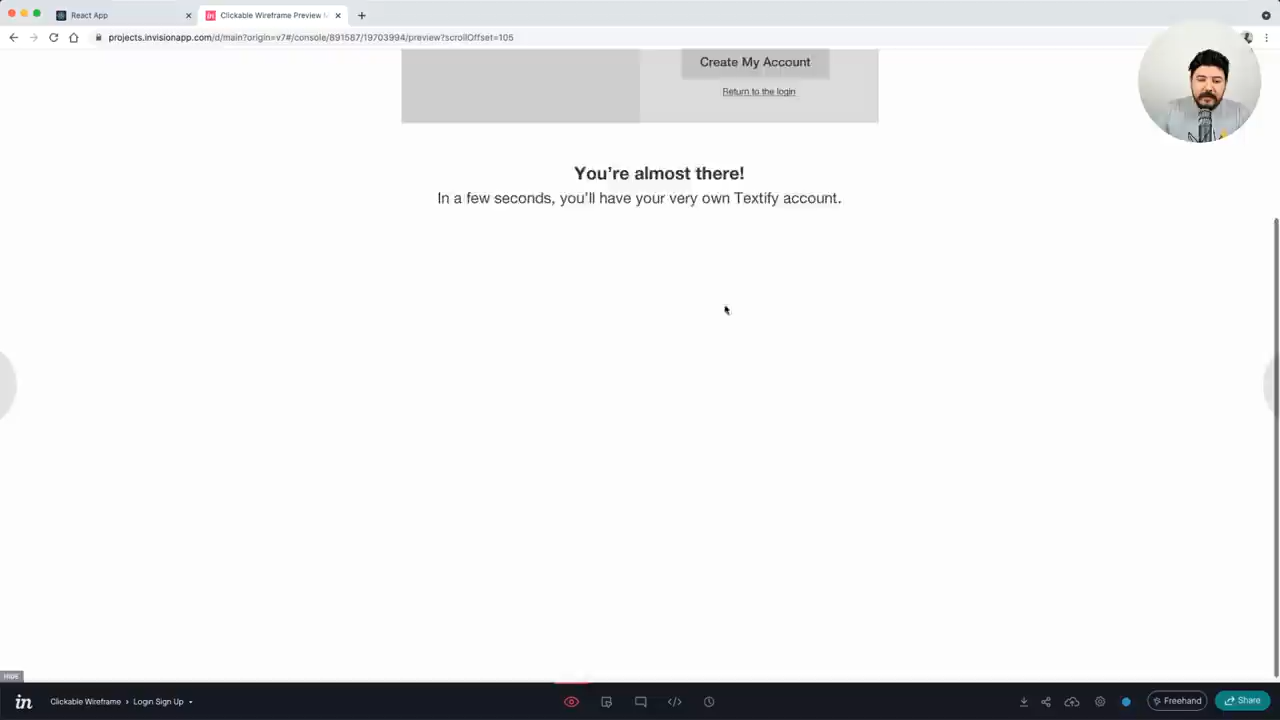 React App
Clickable Wireframe Preview
projects.invisionapp.com/d/main?origin=v7#/console/891587/19703994/preview?scrollOffset=105
Create My Account
Return to the login
You're almost there!
In a few seconds, you'll have your very own Textify account.
HIDE
in
Clickable Wireframe › Login Sign Up
Freehand
Share